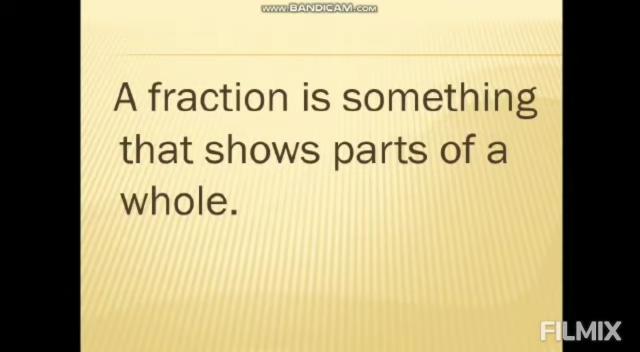 www.BANDICAM.com
A fraction is something
that shows parts of a
whole.
FILMIX